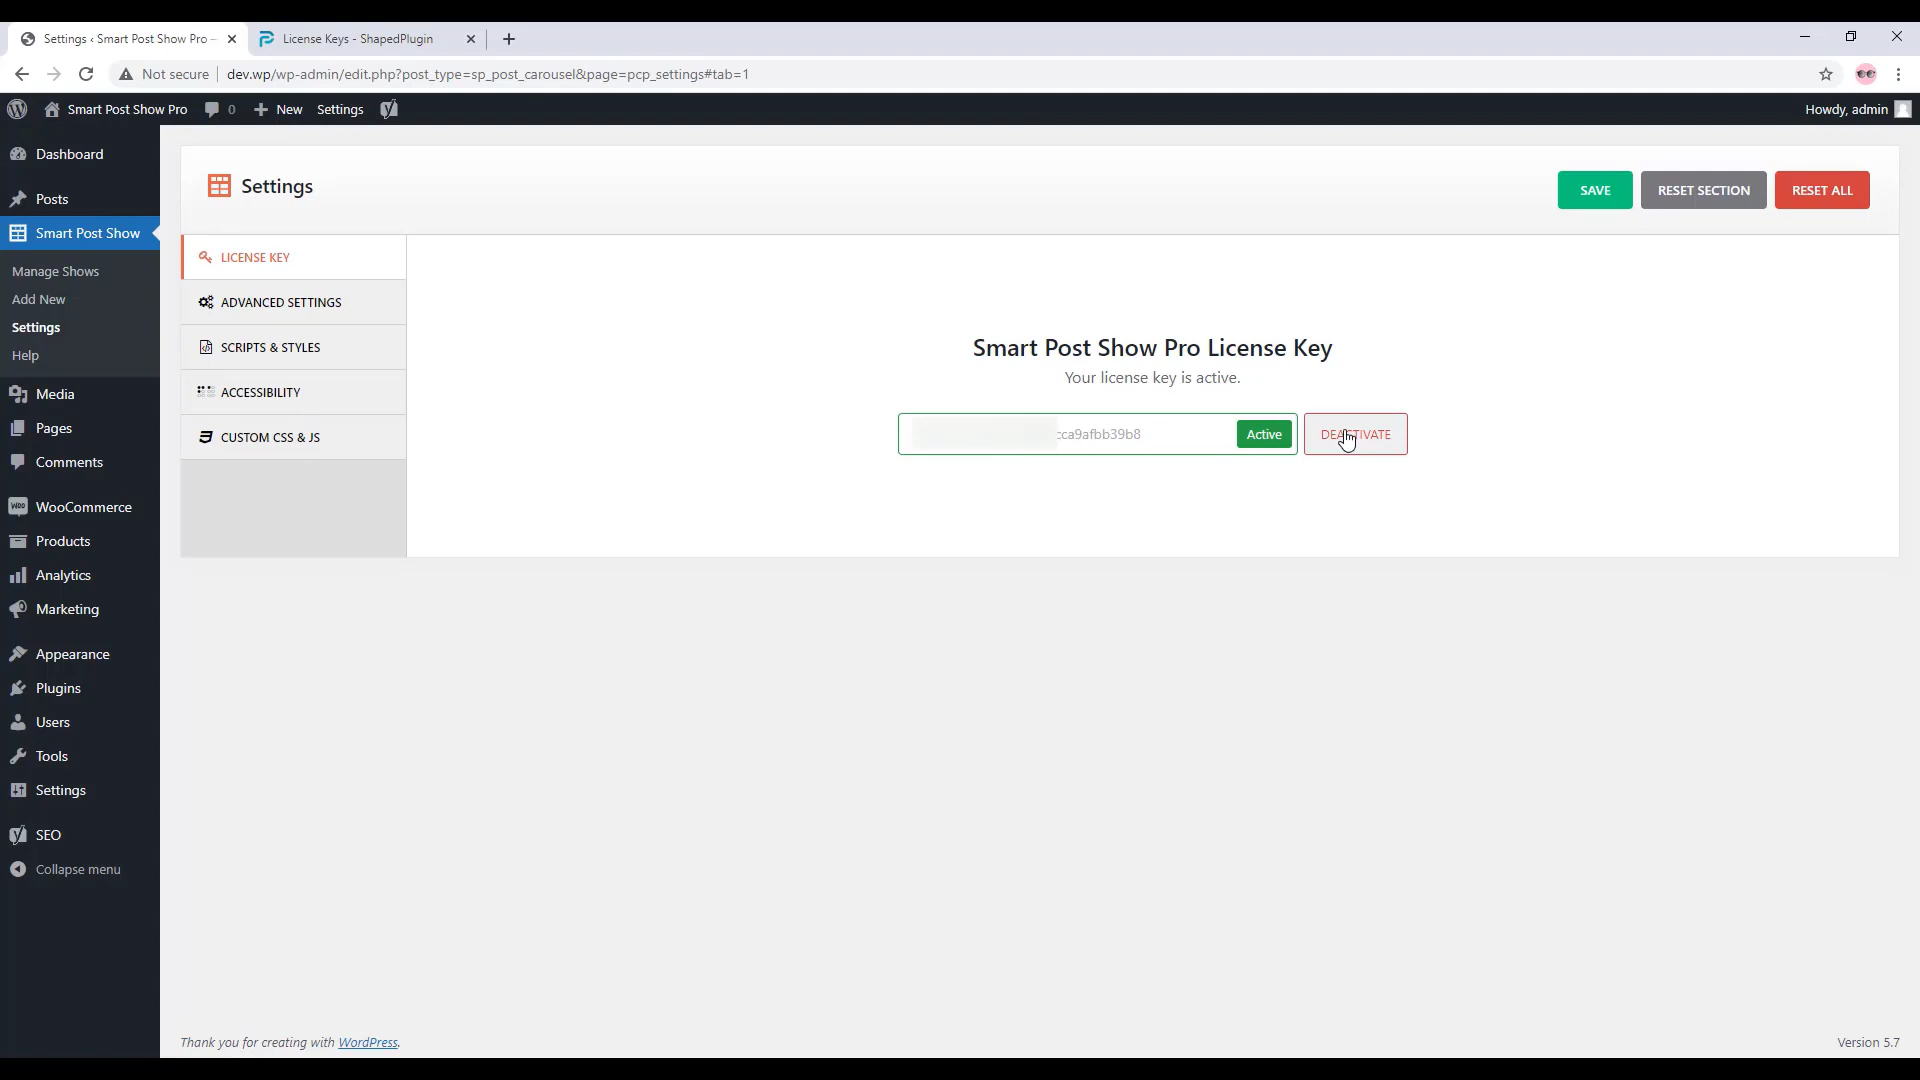 Settings ‹ Smart Post Show Pro —
License Keys - ShapedPlugin
Not secure
dev.wp/wp-admin/edit.php?post_type=sp_post_carousel&page=pcp_settings#tab=1
Smart Post Show Pro
0
New
Settings
Howdy, admin
Dashboard
Posts
Smart Post Show
Manage Shows
Add New
Settings
Help
Media
Pages
Comments
WooCommerce
Products
Analytics
Marketing
Appearance
Plugins
Users
Tools
Settings
SEO
Collapse menu
Settings
SAVE
RESET SECTION
RESET ALL
LICENSE KEY
ADVANCED SETTINGS
SCRIPTS & STYLES
ACCESSIBILITY
CUSTOM CSS & JS
Smart Post Show Pro License Key
Your license key is active.
cca9afbb39b8
Active
DEACTIVATE
Thank you for creating with WordPress.
Version 5.7